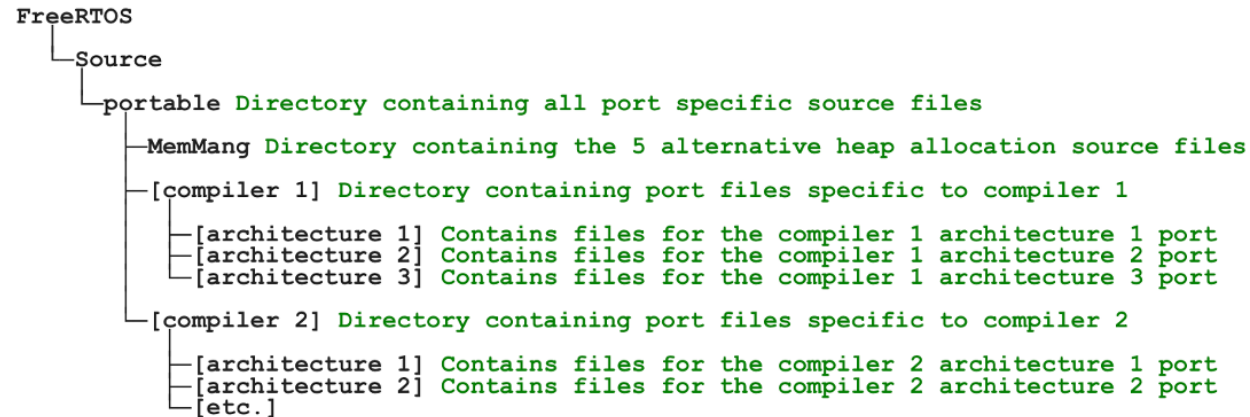 FreeRTOS
Source
portable Directory containing all port specific source files
MemMang Directory containing the 5 alternative heap allocation source files
[compiler 1] Directory containing port files specific to compiler 1
[architecture 1] Contains files for the compiler 1 architecture 1 port
[architecture 2] Contains files for the compiler 1 architecture 2 port
[architecture 3] Contains files for the compiler 1 architecture 3 port
[compiler 2] Directory containing port files specific to compiler 2
[architecture 1] Contains files for the compiler 2 architecture 1 port
[architecture 2] Contains files for the compiler 2 architecture 2 port
[etc.]